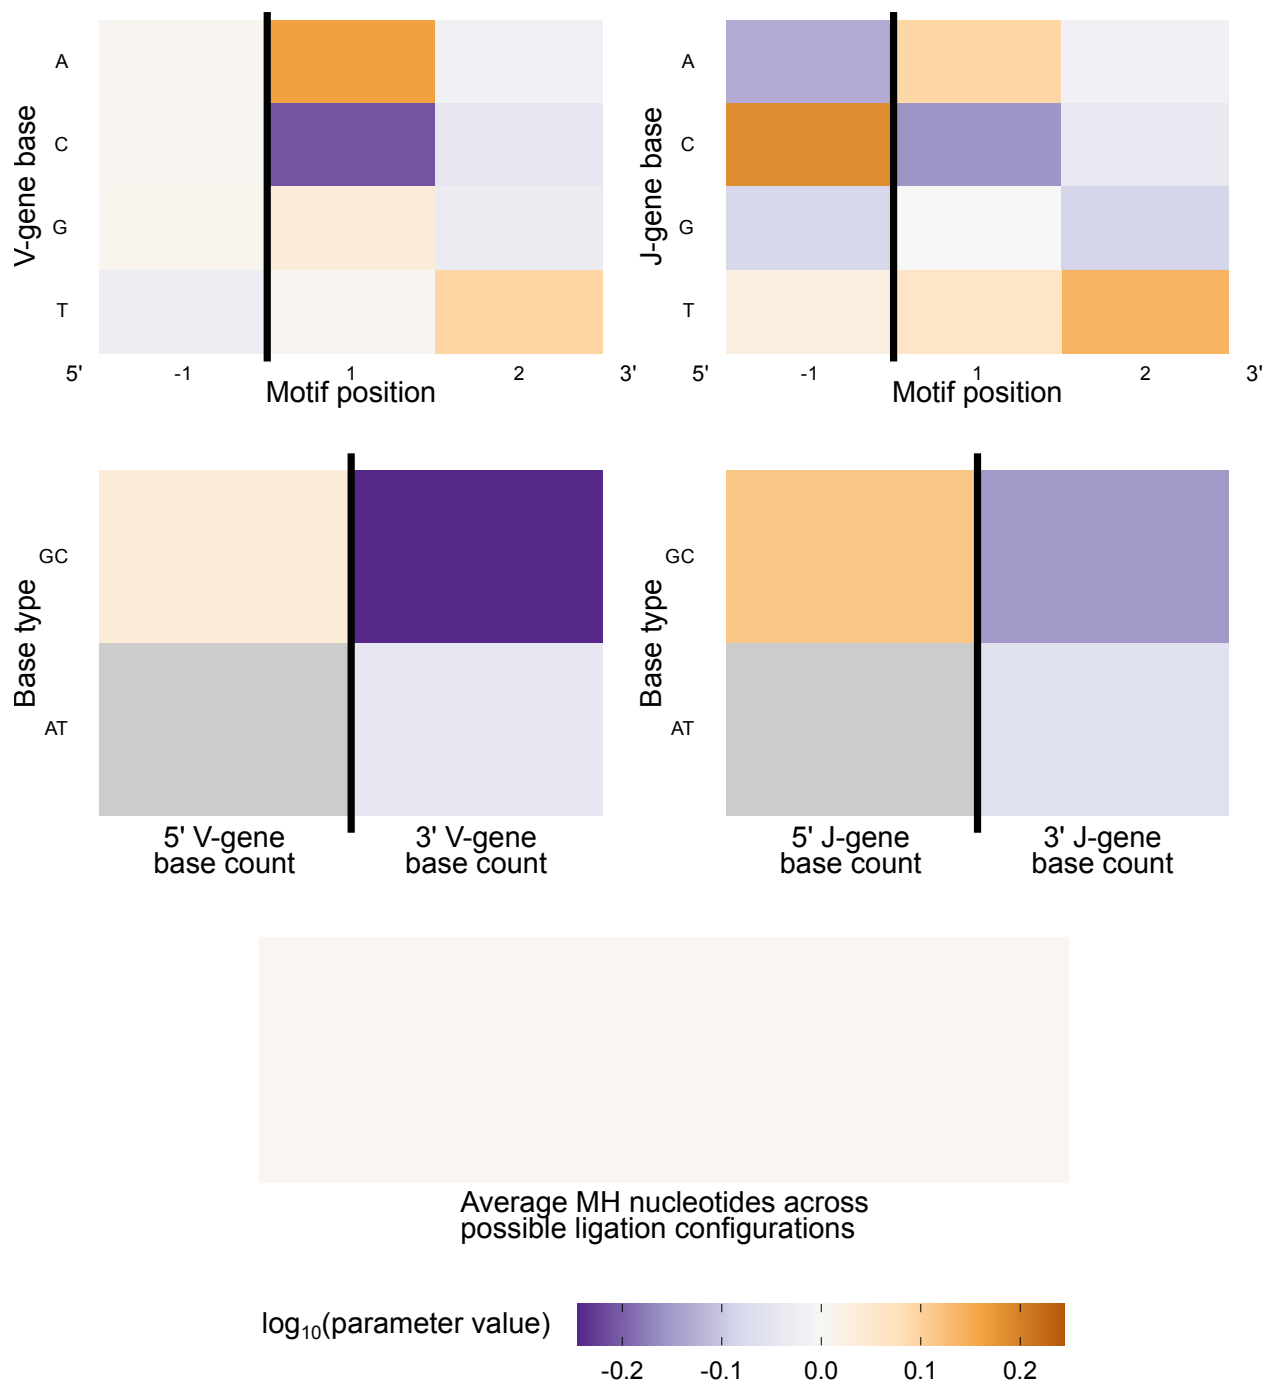 V-gene base
A
C
G
T
5' -1 1 2 3'
Motif position
J-gene base
A
C
G
T
5' -1 1 2 3'
Motif position
Base type
GC
AT
5' V-gene
base count
3' V-gene
base count
Base type
GC
AT
5' J-gene
base count
3' J-gene
base count
Average MH nucleotides across
possible ligation configurations
log₁₀(parameter value)
-0.2 -0.1 0.0 0.1 0.2